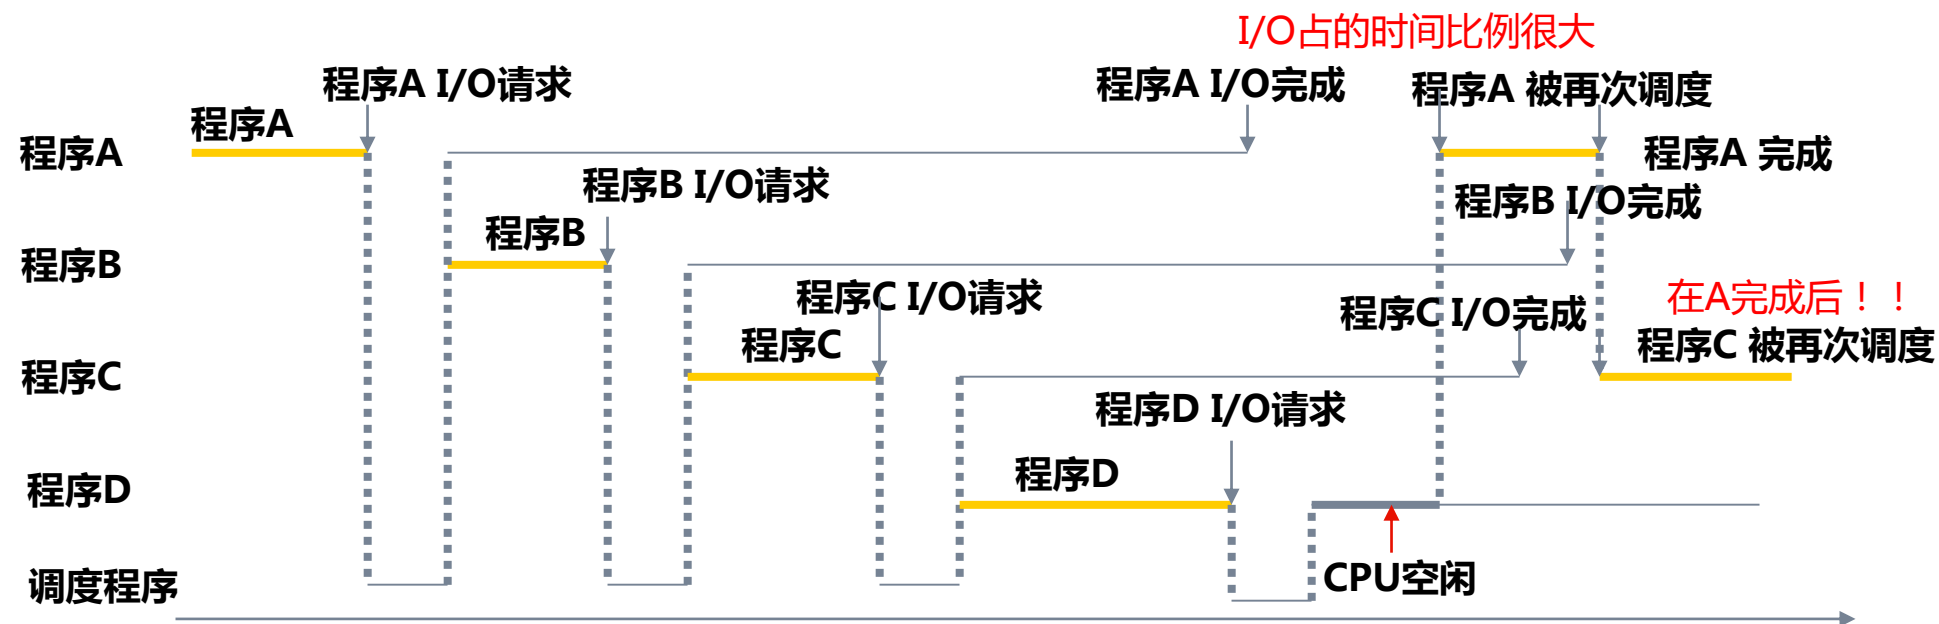 I/O占的时间比例很大
程序A I/O请求
程序A I/O完成
程序A 被再次调度
程序A
程序A
程序A 完成
程序B I/O请求
程序B I/O完成
程序B
程序B
程序C I/O请求
在A完成后！！
程序C I/O完成
程序C
程序C 被再次调度
程序C
程序D I/O请求
程序D
程序D
调度程序
CPU空闲